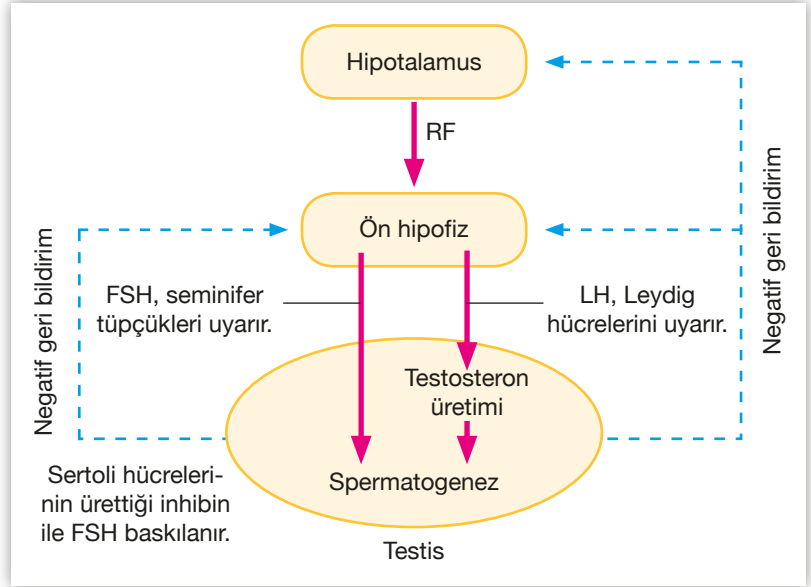 Hipotalamus
RF
Ön hipofiz
Negatif geri bildirim
Negatif geri bildirim
FSH, seminifer
tüpçükleri uyarır.
LH, Leydig
hücrelerini uyarır.
Testosteron
üretimi
Spermatogenez
Sertoli hücreleri-
nin ürettiği inhibin
ile FSH baskılanır.
Testis